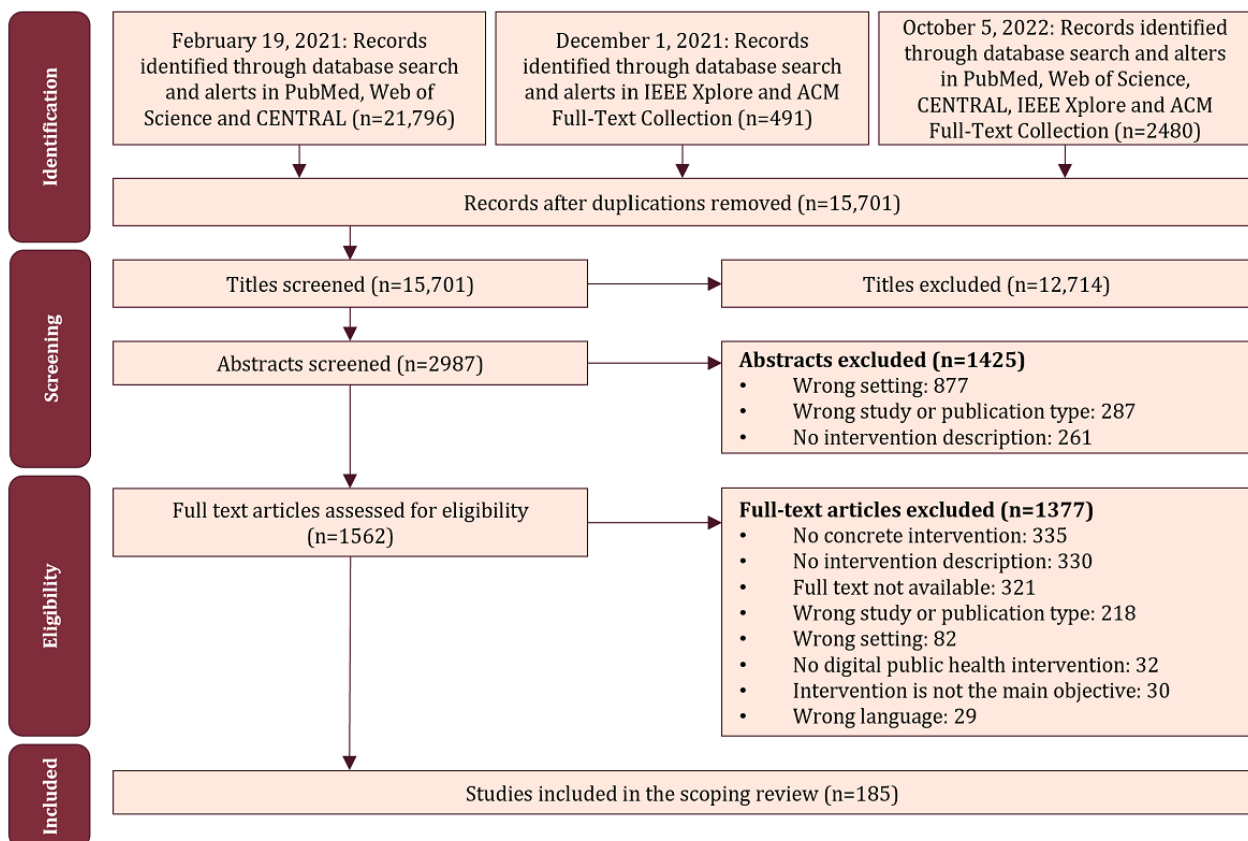 Identification
February 19, 2021: Records
identified through database search
and alerts in PubMed, Web of
Science and CENTRAL (n=21,796)
December 1, 2021: Records
identified through database search
and alerts in IEEE Xplore and ACM
Full-Text Collection (n=491)
October 5, 2022: Records identified
through database search and alters
in PubMed, Web of Science,
CENTRAL, IEEE Xplore and ACM
Full-Text Collection (n=2480)
Records after duplications removed (n=15,701)
Screening
Titles screened (n=15,701)
Titles excluded (n=12,714)
Abstracts screened (n=2987)
Abstracts excluded (n=1425)
• Wrong setting: 877
• Wrong study or publication type: 287
• No intervention description: 261
Eligibility
Full text articles assessed for eligibility
(n=1562)
Full-text articles excluded (n=1377)
• No concrete intervention: 335
• No intervention description: 330
• Full text not available: 321
• Wrong study or publication type: 218
• Wrong setting: 82
• No digital public health intervention: 32
• Intervention is not the main objective: 30
• Wrong language: 29
Included
Studies included in the scoping review (n=185)